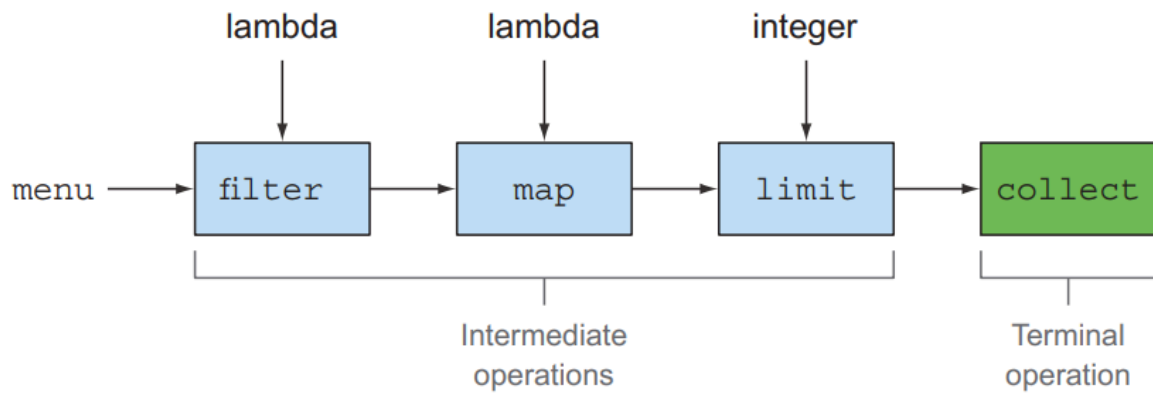 lambda lambda integer
menu filter map limit collect
Intermediate
operations
Terminal
operation